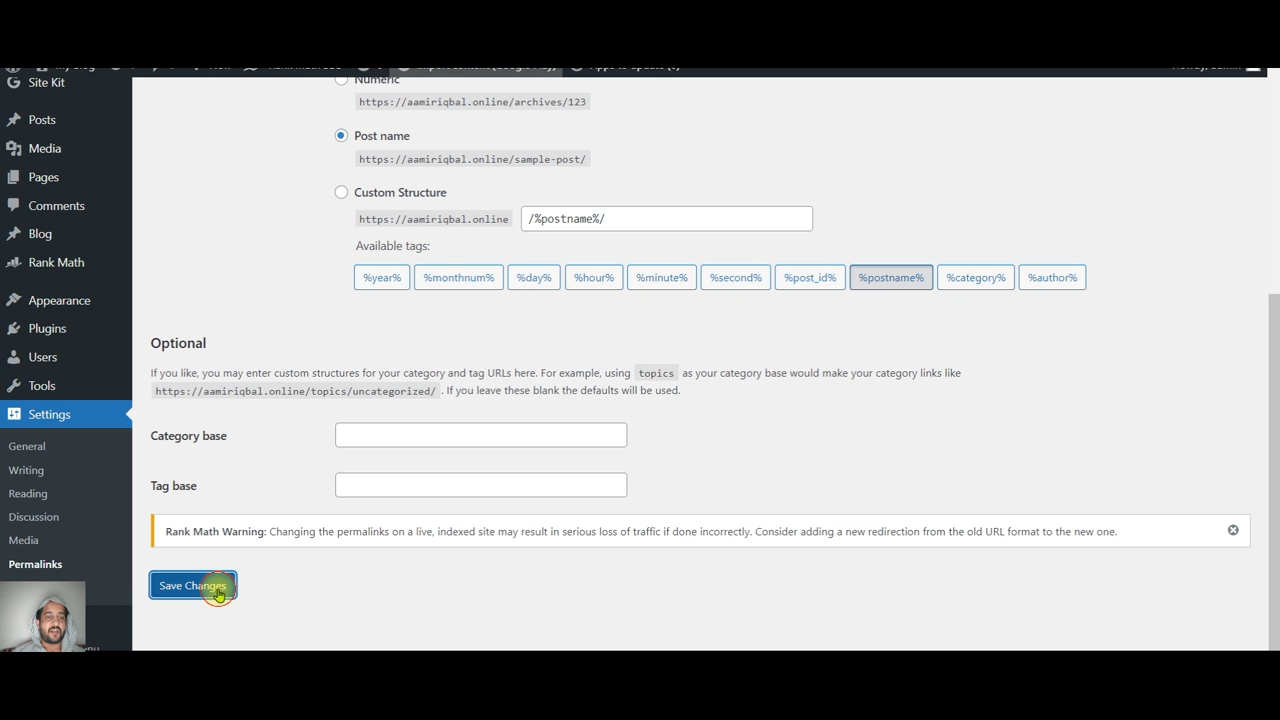 Site Kit
Posts
Media
Pages
Comments
Blog
Rank Math
Appearance
Plugins
Users
Tools
Settings
General
Writing
Reading
Discussion
Media
Permalinks
Numeric
https://aamiriqbal.online/archives/123
Post name
https://aamiriqbal.online/sample-post/
Custom Structure
https://aamiriqbal.online /%postname%/
Available tags:
%year% %monthnum% %day% %hour% %minute% %second% %post_id% %postname% %category% %author%
Optional
If you like, you may enter custom structures for your category and tag URLs here. For example, using topics as your category base would make your category links like
https://aamiriqbal.online/topics/uncategorized/ . If you leave these blank the defaults will be used.
Category base
Tag base
Rank Math Warning: Changing the permalinks on a live, indexed site may result in serious loss of traffic if done incorrectly. Consider adding a new redirection from the old URL format to the new one.
Save Changes